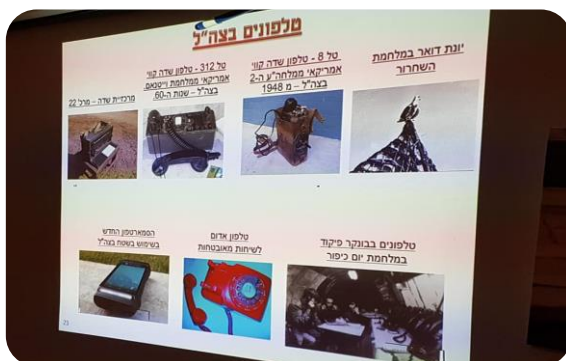 טלפונים בצה"ל
יונת דואר במלחמת
השחרור
טל 8 - טלפון שדה קווי
אמריקאי ממלחה"ע ה-2
בצה"ל – מ 1948
טל 312 - טלפון שדה קווי
אמריקאי ממלחמת וייטנאם,
בצה"ל – שנות ה-60.
מרכזיית שדה – מרכ' 22
טלפונים בבונקר פיקוד
במלחמת יום כיפור
טלפון אדום
לשיחות מאובטחות
הסמארטפון החדש
בשימוש בשטח בצה"ל